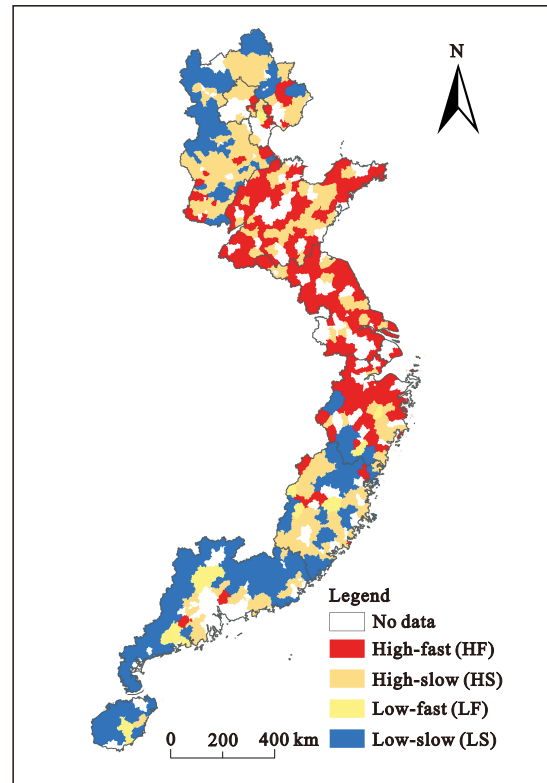 N
Legend
No data
High-fast (HF)
High-slow (HS)
Low-fast (LF)
Low-slow (LS)
0 200 400 km